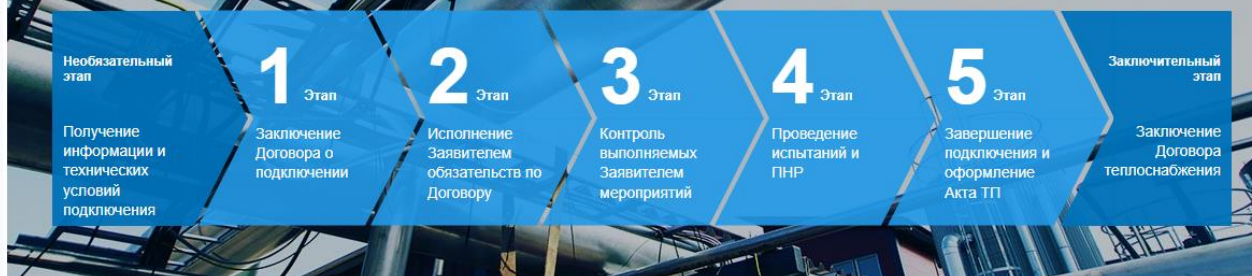 Необязательный
этап
Получение
информации и
технических
условий
подключения
1 Этап
Заключение
Договора о
подключении
2 Этап
Исполнение
Заявителем
обязательств по
Договору
3 Этап
Контроль
выполняемых
Заявителем
мероприятий
4 Этап
Проведение
испытаний и
ПНР
5 Этап
Завершение
подключения и
оформление
Акта ТП
Заключительный
этап
Заключение
Договора
теплоснабжения